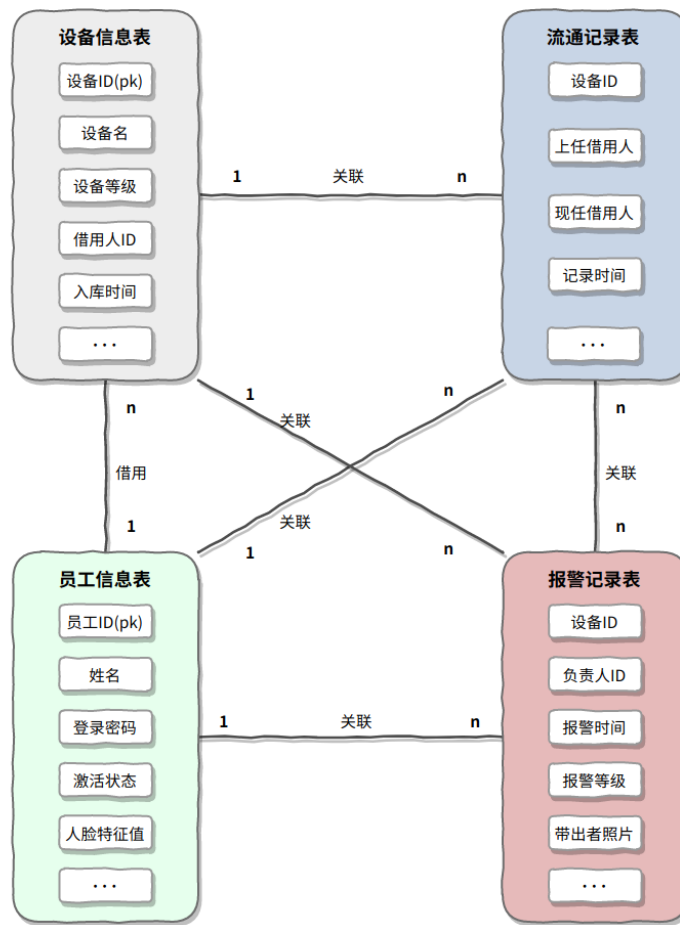 设备信息表
设备ID(pk)
设备名
设备等级
借用人ID
入库时间
...
流通记录表
设备ID
上任借用人
现任借用人
记录时间
...
1 关联 n
n
借用
1
1
关联
n
n
关联
1
n
关联
n
员工信息表
员工ID(pk)
姓名
登录密码
激活状态
人脸特征值
...
报警记录表
设备ID
负责人ID
报警时间
报警等级
带出者照片
...
1 关联 n